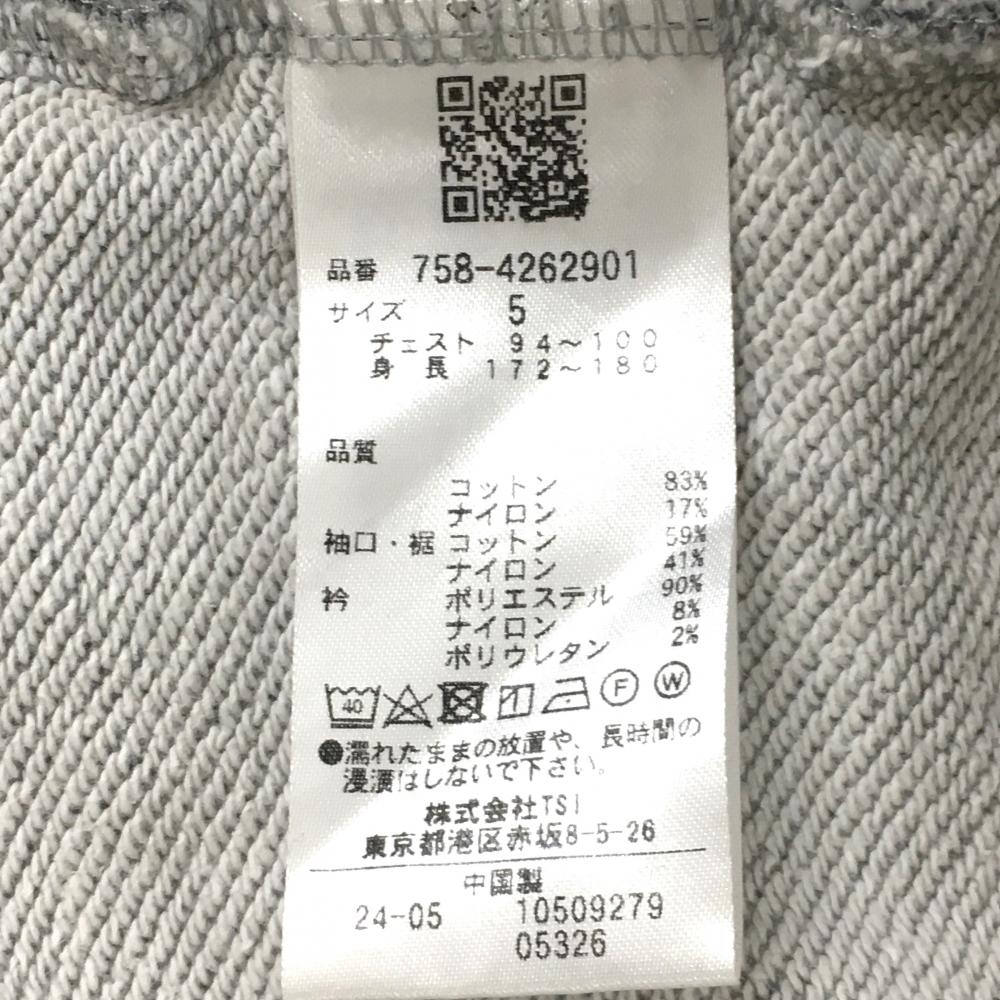 品番 758-4262901
サイズ 5
チェスト 94～100
身長 172～180
品質
コットン 83%
ナイロン 17%
袖口・裾 コットン 59%
ナイロン 41%
衿 ポリエステル 90%
ナイロン 8%
ポリウレタン 2%
40 F W
●濡れたままの放置や、長時間の
浸漬はしないで下さい。
株式会社TSI
東京都港区赤坂8-5-26
中国製
24-05 10509279
05326